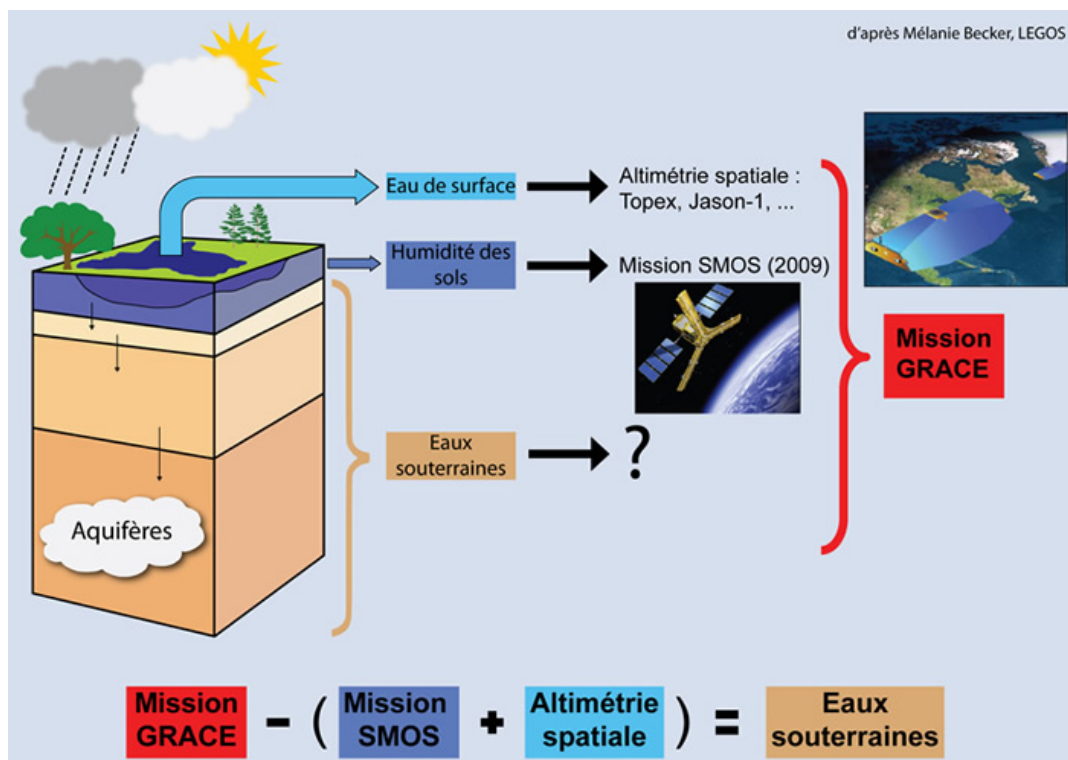 d'après Mélanie Becker, LEGOS
Eau de surface
Altimétrie spatiale :
Topex, Jason-1, ...
Humidité des
sols
Mission SMOS (2009)
Mission
GRACE
Eaux
souterraines
?
Aquifères
Mission
GRACE
-
(
Mission
SMOS
+
Altimétrie
spatiale
)
=
Eaux
souterraines